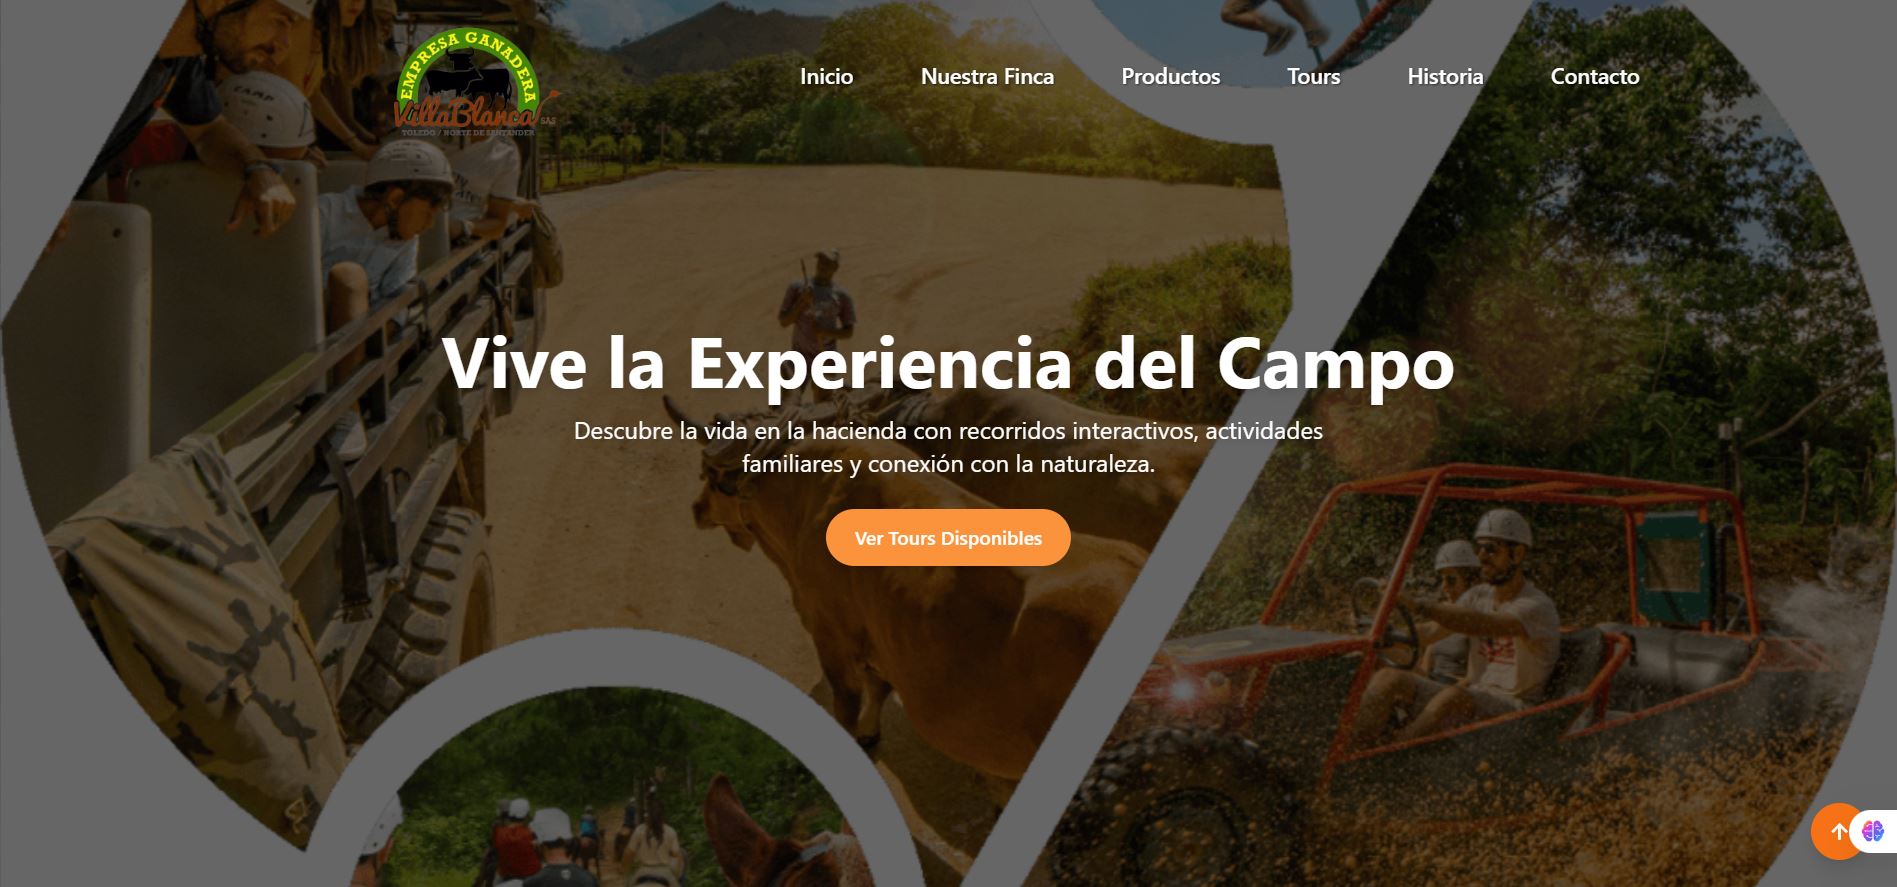 EMPRESA GANADERA
VillaBlanca SAS
TOLEDO / NORTE DE SANTANDER
Inicio
Nuestra Finca
Productos
Tours
Historia
Contacto
CAMP
Vive la Experiencia del Campo
Descubre la vida en la hacienda con recorridos interactivos, actividades
familiares y conexión con la naturaleza.
Ver Tours Disponibles